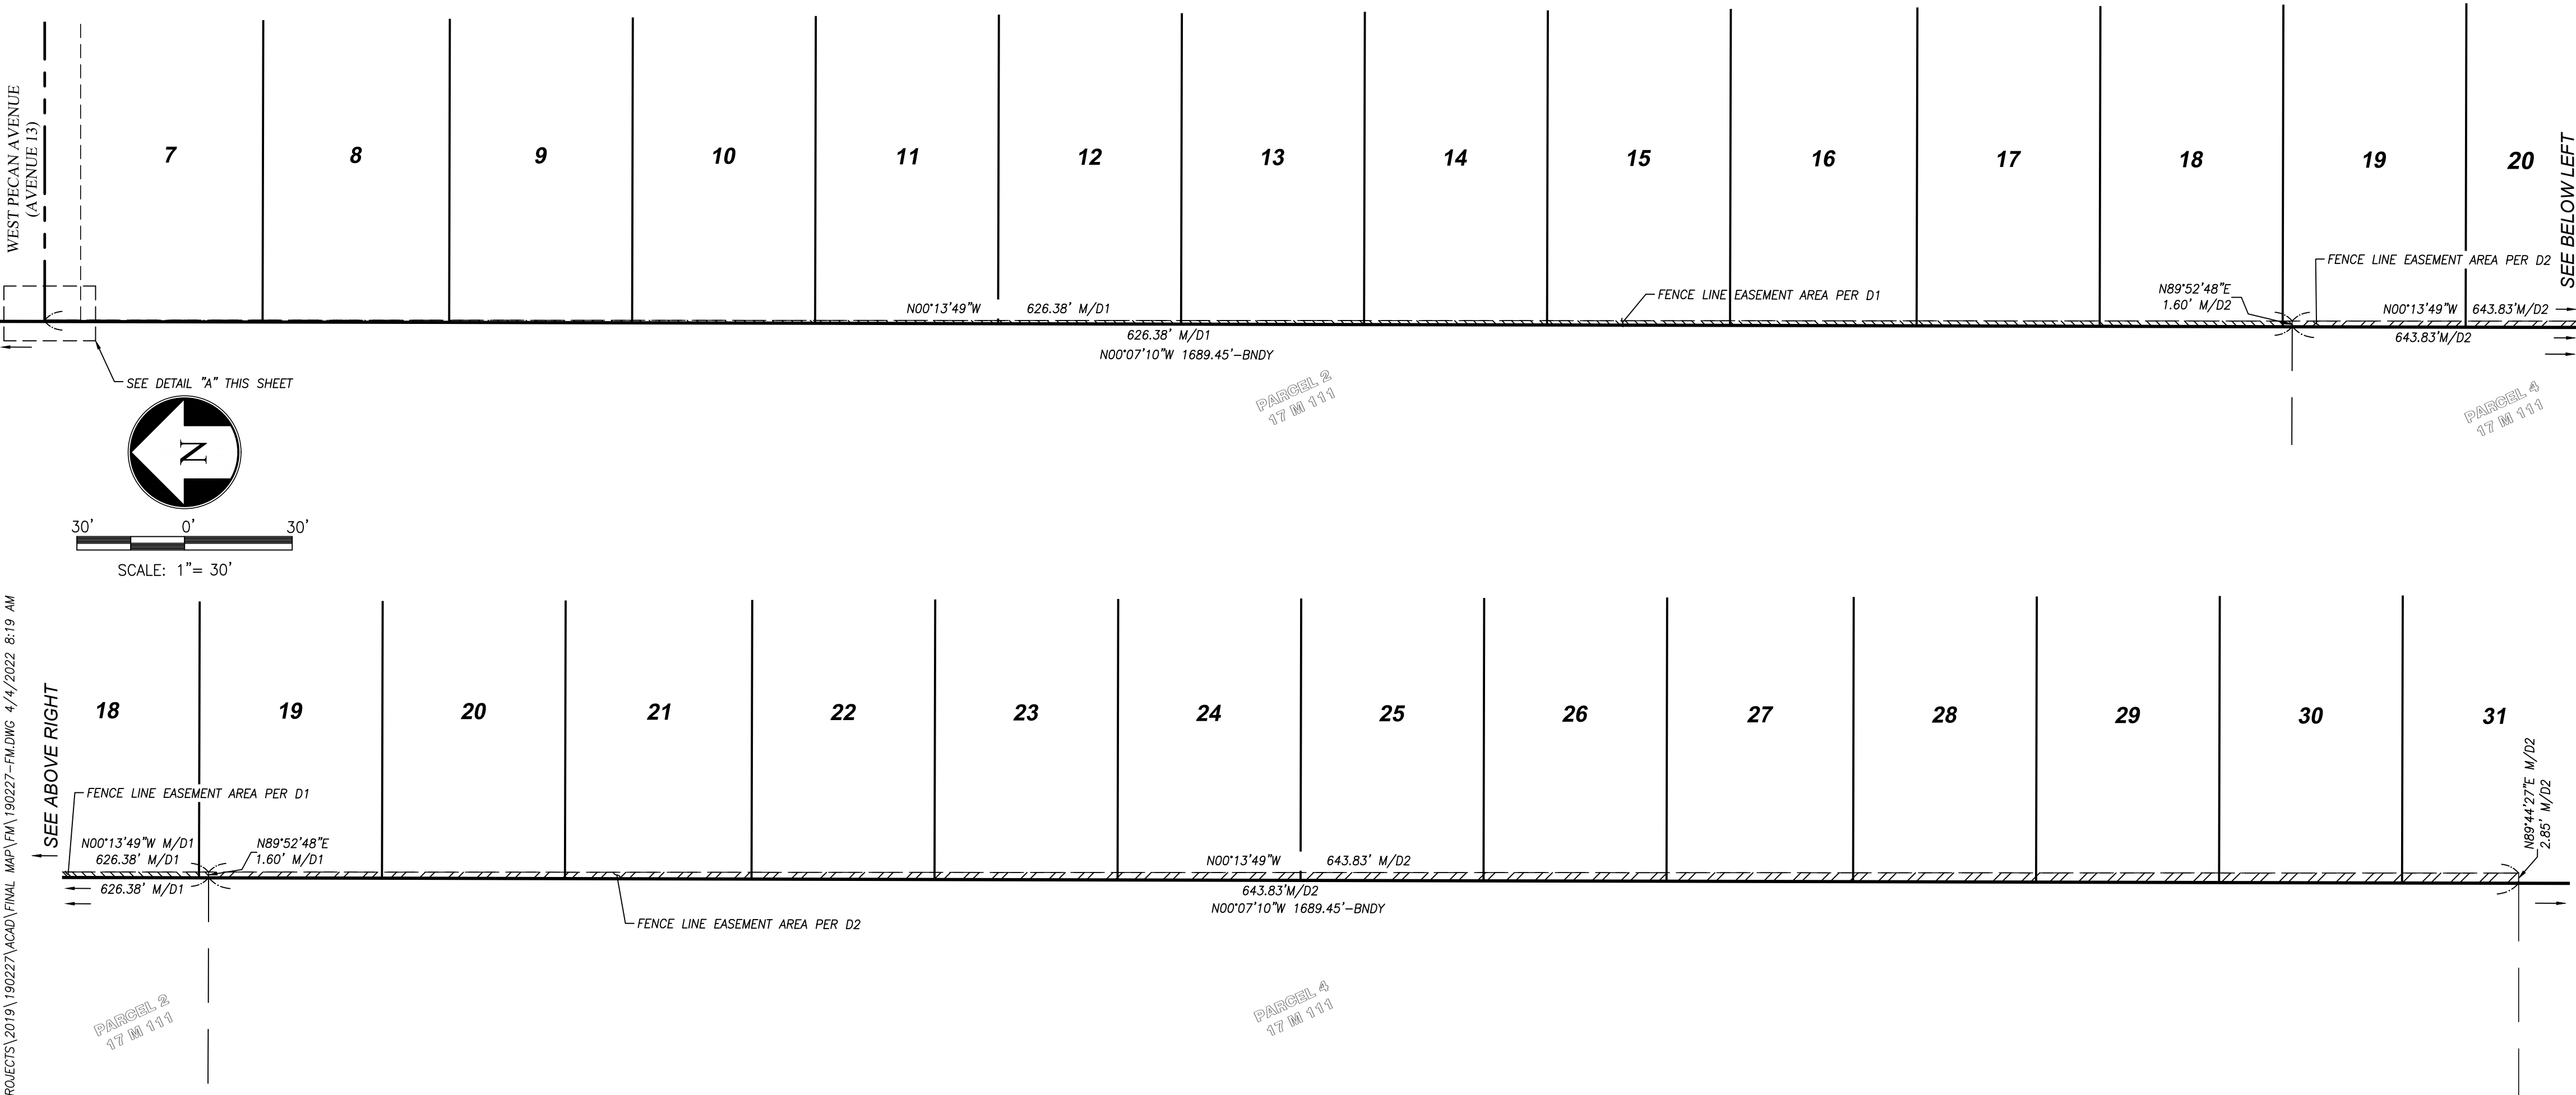 WEST PECAN AVENUE
(AVENUE 13)
7
8
9
10
11
12
13
14
15
16
17
18
19
20
SEE BELOW LEFT
FENCE LINE EASEMENT AREA PER D2
N89°52'48"E
1.60' M/D2
FENCE LINE EASEMENT AREA PER D1
N00°13'49"W 626.38' M/D1
N00°13'49"W 643.83'M/D2
626.38' M/D1
643.83'M/D2
N00°07'10"W 1689.45'-BNDY
SEE DETAIL "A" THIS SHEET
PARCEL 2
17 M 111
PARCEL 4
17 M 111
N
30' 0' 30'
SCALE: 1"= 30'
ROJECTS\2019\190227\ACAD\FINAL MAP\FM\190227-FM.DWG 4/4/2022 8:19 AM
SEE ABOVE RIGHT
18
19
20
21
22
23
24
25
26
27
28
29
30
31
N89°44'27"E M/D2
2.85' M/D2
FENCE LINE EASEMENT AREA PER D1
N00°13'49"W M/D1
626.38' M/D1
N89°52'48"E
1.60' M/D1
N00°13'49"W 643.83' M/D2
626.38' M/D1
643.83'M/D2
N00°07'10"W 1689.45'-BNDY
FENCE LINE EASEMENT AREA PER D2
PARCEL 2
17 M 111
PARCEL 4
17 M 111